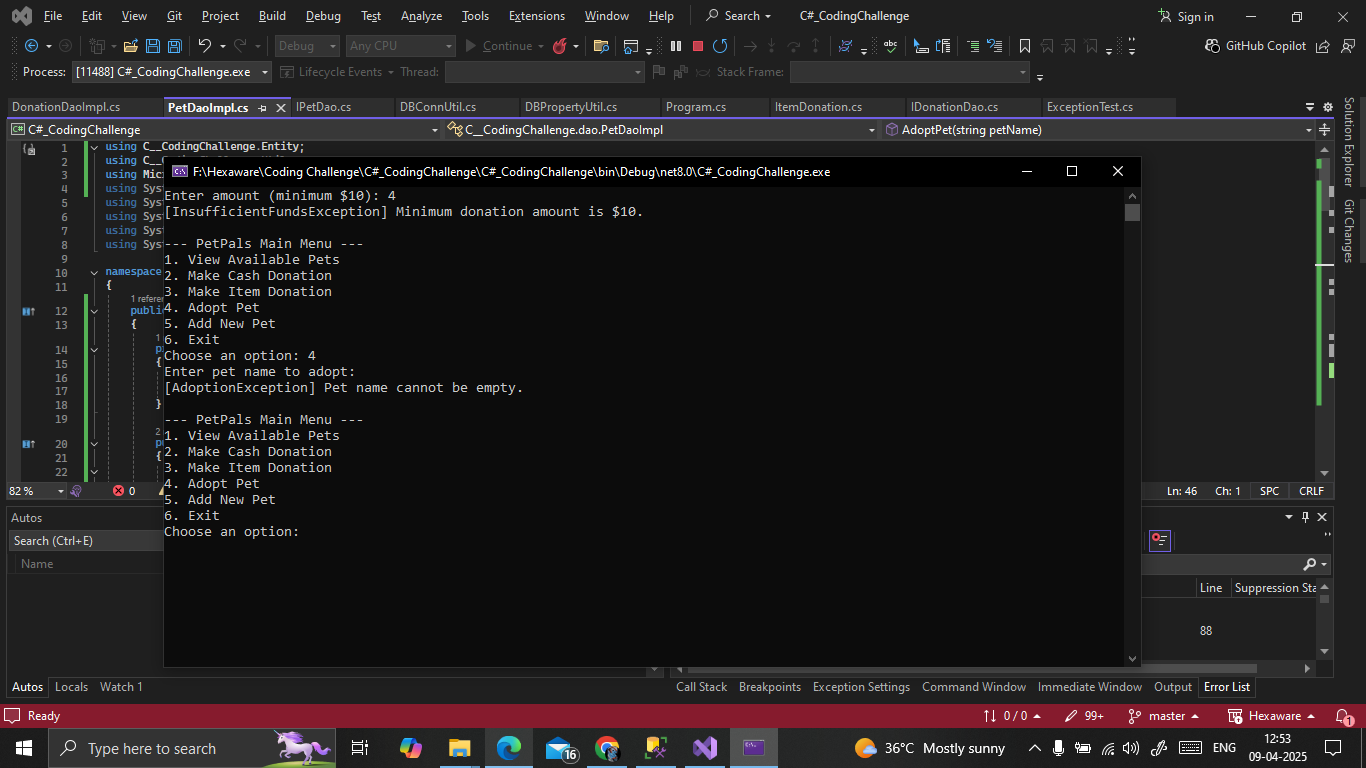 File Edit View Git Project Build Debug Test Analyze Tools Extensions Window Help Search C#_CodingChallenge Sign in
Debug Any CPU Continue GitHub Copilot
Process: [11488] C#_CodingChallenge.exe Lifecycle Events Thread: Stack Frame:
DonationDaoImpl.cs PetDaoImpl.cs IPetDao.cs DBConnUtil.cs DBPropertyUtil.cs Program.cs ItemDonation.cs IDonationDao.cs ExceptionTest.cs
C#_CodingChallenge C__CodingChallenge.dao.PetDaoImpl AdoptPet(string petName)
1 using C__CodingChallenge.Entity;
2 using C__
3 using Mic
4 using Sys
5 using Sys
6 using Sys
7 using Sys
8 using Sys
9
10 namespace
11 {
1 referen
12 publi
13 {
1
14 p
15 {
16
17
18 }
19
2
20 p
21 {
22
F:\Hexaware\Coding Challenge\C#_CodingChallenge\C#_CodingChallenge\bin\Debug\net8.0\C#_CodingChallenge.exe
Enter amount (minimum $10): 4
[InsufficientFundsException] Minimum donation amount is $10.
--- PetPals Main Menu ---
1. View Available Pets
2. Make Cash Donation
3. Make Item Donation
4. Adopt Pet
5. Add New Pet
6. Exit
Choose an option: 4
Enter pet name to adopt:
[AdoptionException] Pet name cannot be empty.
--- PetPals Main Menu ---
1. View Available Pets
2. Make Cash Donation
3. Make Item Donation
4. Adopt Pet
5. Add New Pet
6. Exit
Choose an option:
Solution Explorer
Git Changes
82 % 0 Ln: 46 Ch: 1 SPC CRLF
Autos
Search (Ctrl+E)
Name
Line Suppression Sta
88
Autos Locals Watch 1
Call Stack Breakpoints Exception Settings Command Window Immediate Window Output Error List
Ready 0 / 0 99+ master Hexaware 1
Type here to search 16 36°C Mostly sunny ENG 12:53
09-04-2025